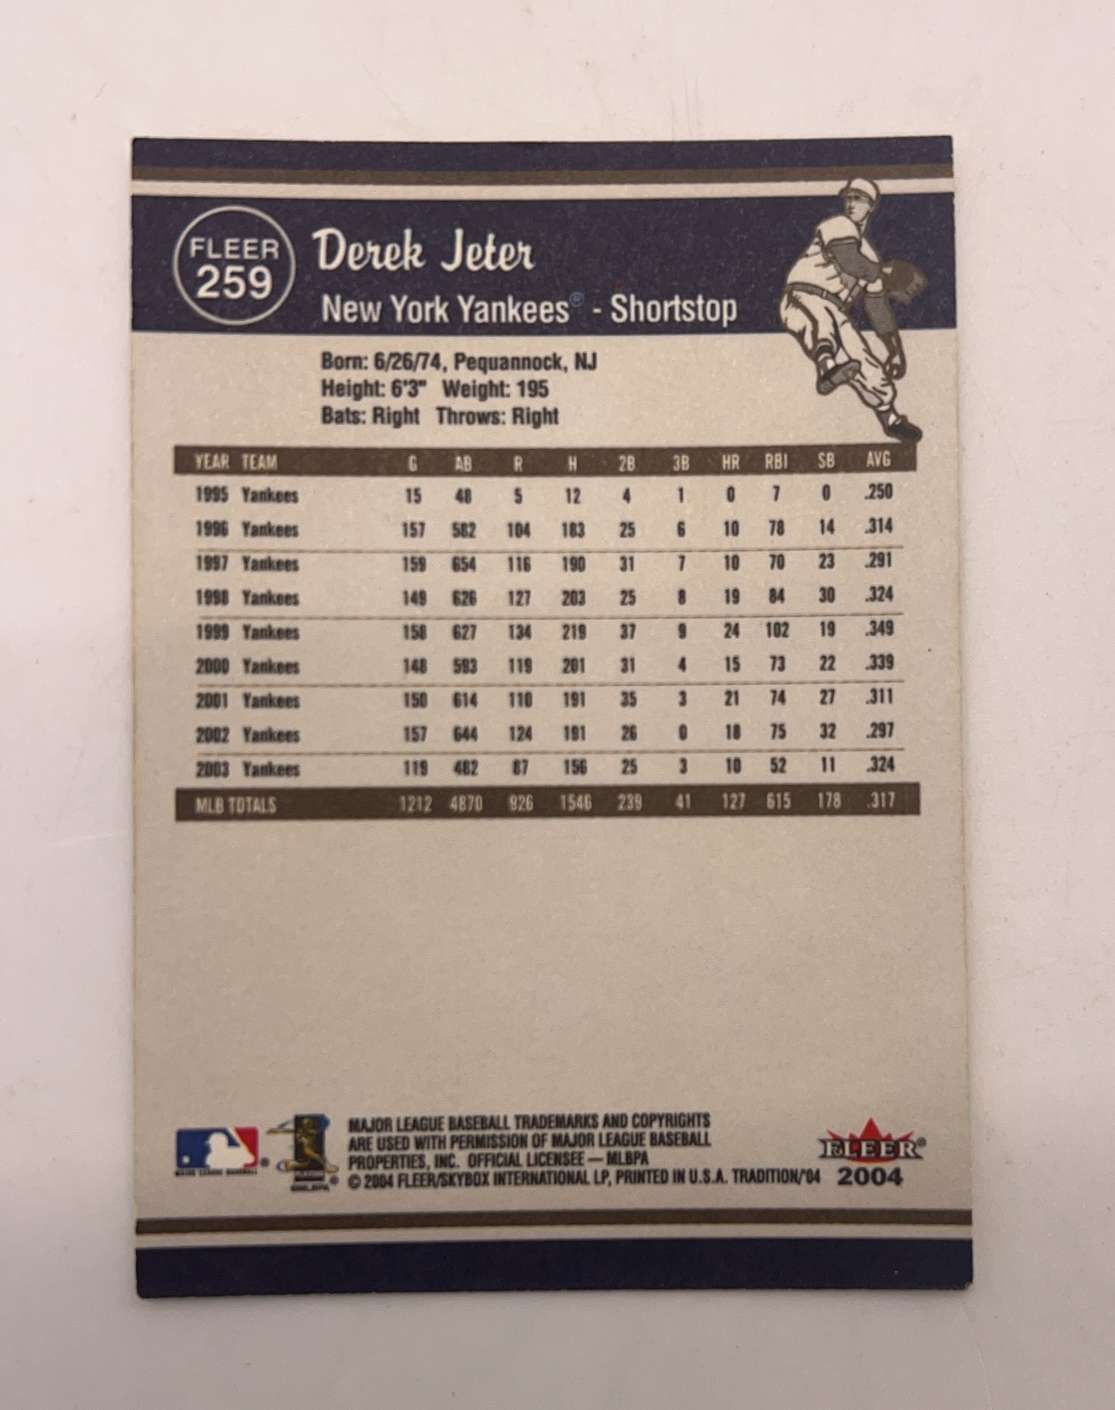 FLEER
259
Derek Jeter
New York Yankees® - Shortstop
Born: 6/26/74, Pequannock, NJ
Height: 6'3" Weight: 195
Bats: Right Throws: Right
YEAR TEAM G AB R H 2B 3B HR RBI SB AVG
1995 Yankees 15 48 5 12 4 1 0 7 0 .250
1996 Yankees 157 582 104 183 25 6 10 78 14 .314
1997 Yankees 159 654 116 190 31 7 10 70 23 .291
1998 Yankees 149 626 127 203 25 8 19 84 30 .324
1999 Yankees 158 627 134 219 37 9 24 102 19 .349
2000 Yankees 148 593 119 201 31 4 15 73 22 .339
2001 Yankees 150 614 110 191 35 3 21 74 27 .311
2002 Yankees 157 644 124 191 26 0 18 75 32 .297
2003 Yankees 119 482 87 156 25 3 10 52 11 .324
MLB TOTALS 1212 4870 926 1546 239 41 127 615 178 .317
MAJOR LEAGUE BASEBALL TRADEMARKS AND COPYRIGHTS
ARE USED WITH PERMISSION OF MAJOR LEAGUE BASEBALL
PROPERTIES, INC. OFFICIAL LICENSEE — MLBPA
© 2004 FLEER/SKYBOX INTERNATIONAL LP, PRINTED IN U.S.A. TRADITION/'04
MAJOR LEAGUE BASEBALL®
FLEER®
2004